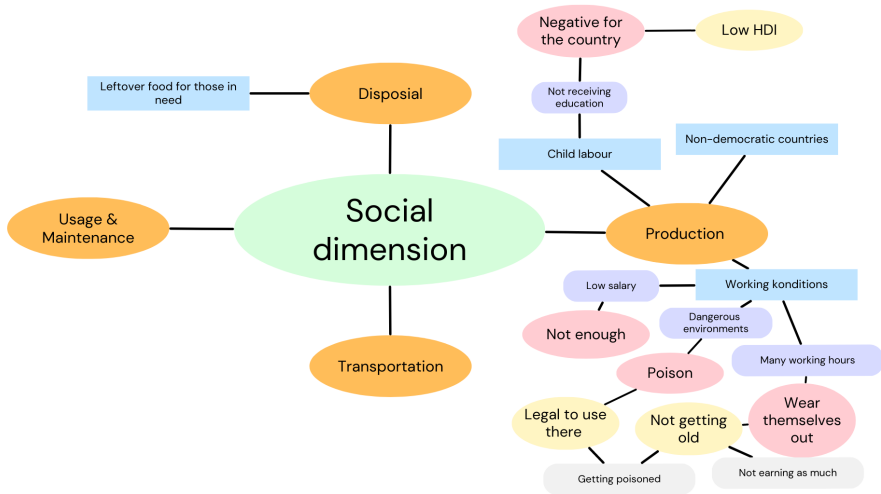 Negative for
the country
Low HDI
Leftover food for those in
need
Disposial
Not receiving
education
Child labour
Non-democratic countries
Usage &
Maintenance
Social
dimension
Production
Low salary
Working konditions
Not enough
Dangerous
environments
Many working hours
Transportation
Poison
Legal to use
there
Not getting
old
Wear
themselves
out
Getting poisoned
Not earning as much